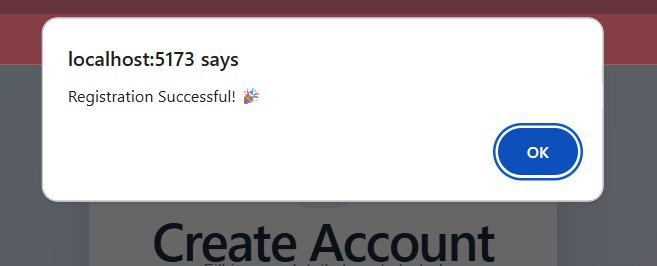 localhost:5173 says
Registration Successful! 🎉
OK
Create Account